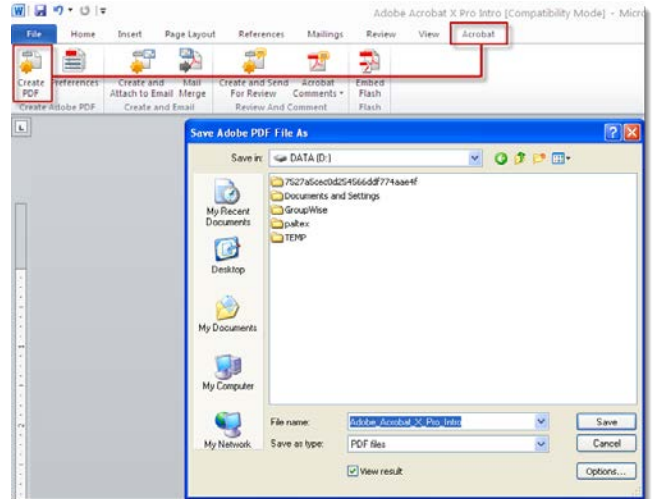 Adobe Acrobat X Pro Intro [Compatibility Mode] - Micro
File Home Insert Page Layout References Mailings Review View Acrobat
Create PDF Preferences Create and Attach to Email Mail Merge Create and Send For Review Acrobat Comments Embed Flash
Create Adobe PDF Create and Email Review And Comment Flash
Save Adobe PDF File As
Save in: DATA (D:)
Documents and Settings
GroupWise
paltex
TEMP
My Recent Documents
Desktop
My Documents
My Computer
My Network
File name: Adobe_Acrobat_X_Pro_Intro Save
Save as type: PDF files Cancel
View result Options...